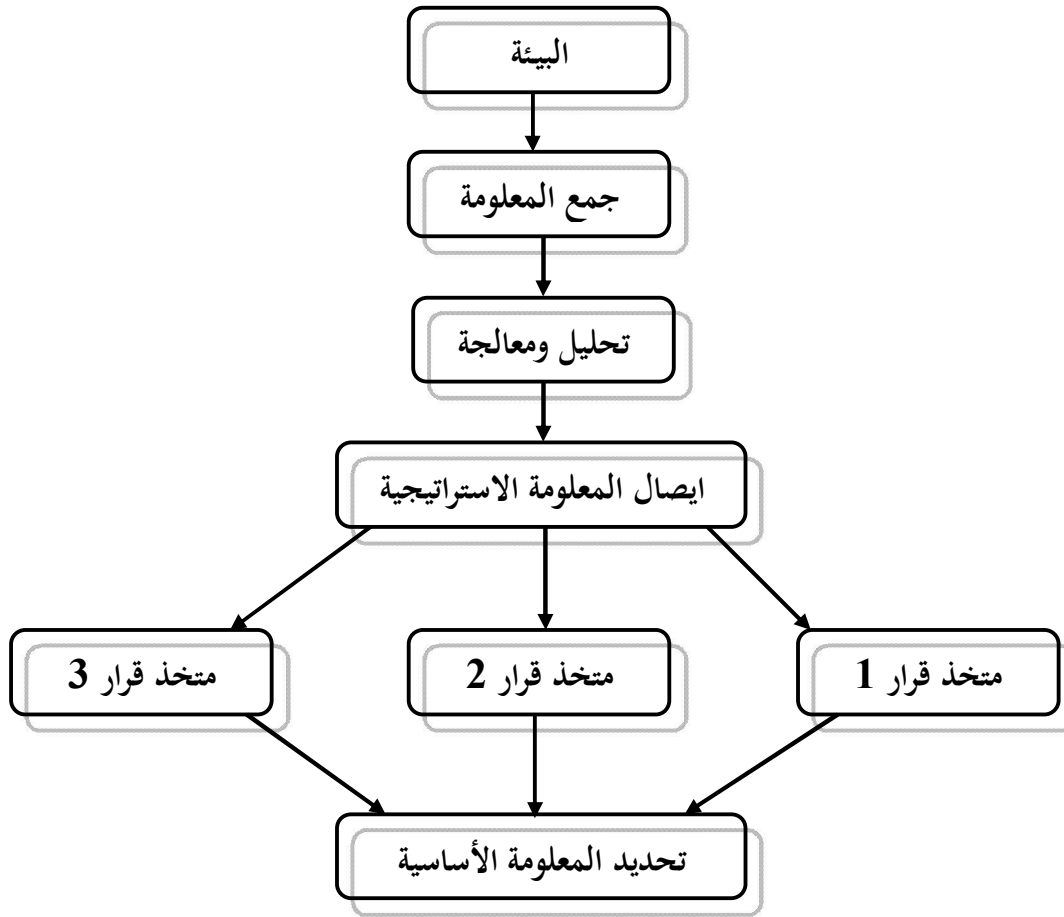 البيئة
جمع المعلومة
تحليل ومعالجة
ايصال المعلومة الاستراتيجية
متخذ قرار 1
متخذ قرار 2
متخذ قرار 3
تحديد المعلومة الأساسية